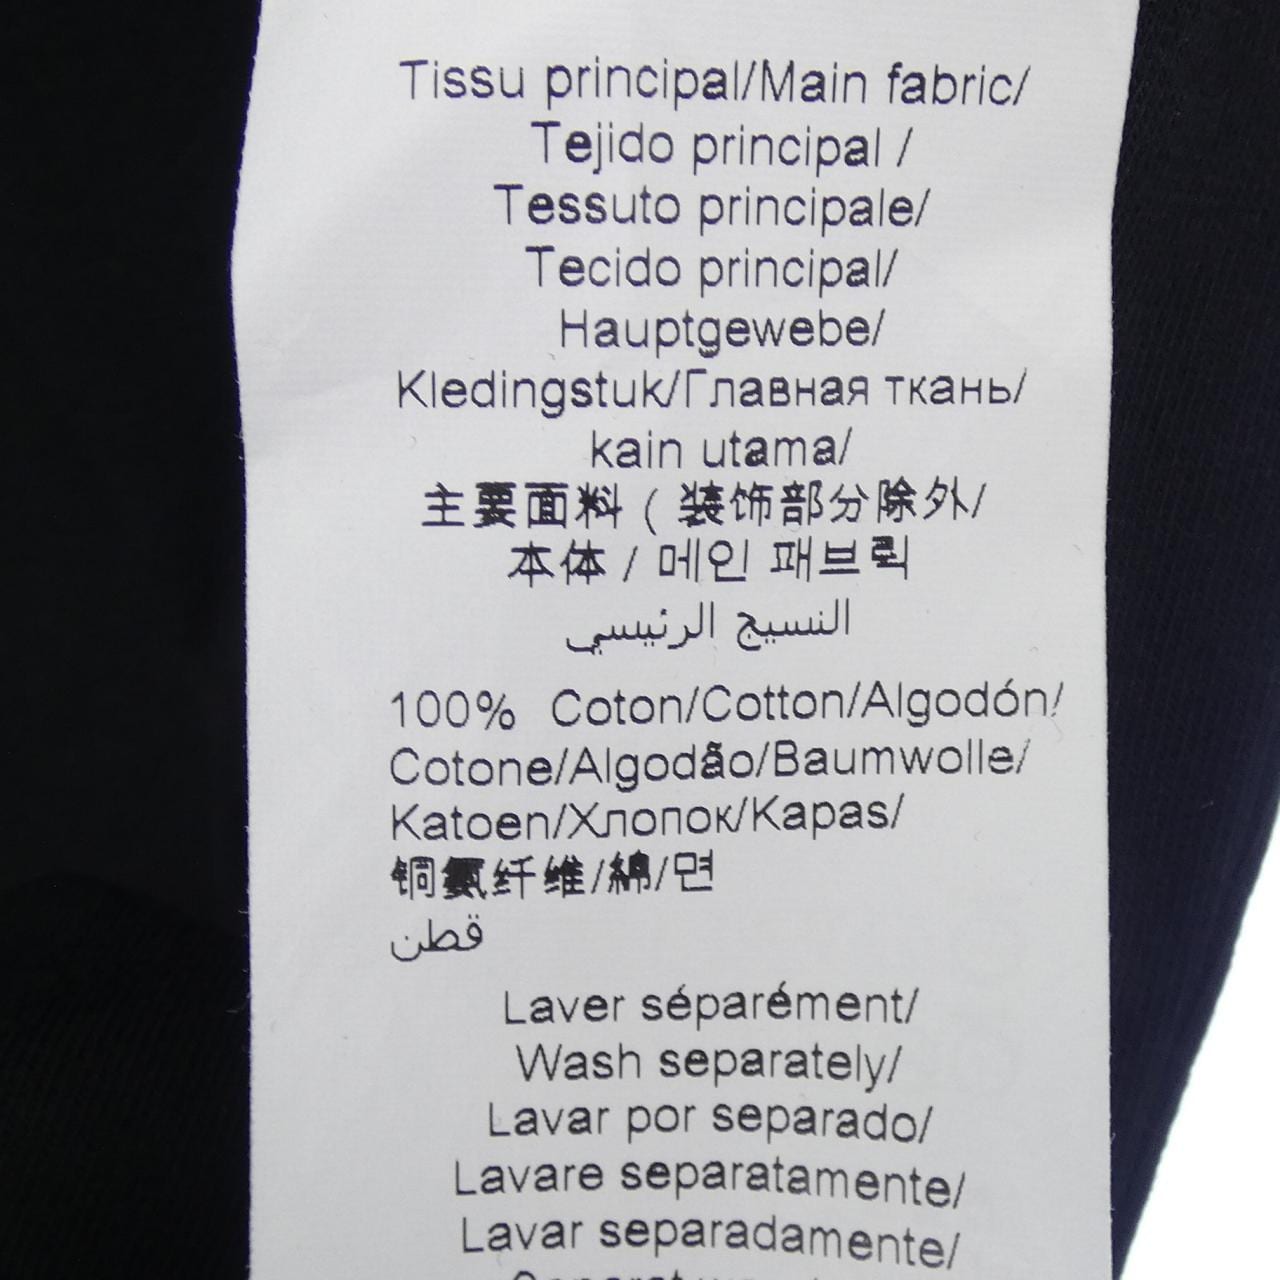 Tissu principal/Main fabric/
Tejido principal /
Tessuto principale/
Tecido principal/
Hauptgewebe/
Kledingstuk/Главная ткань/
kain utama/
主要面料 ( 装饰部分除外/
本体 / 메인 패브릭
النسيج الرئيسي
100% Coton/Cotton/Algodón/
Cotone/Algodão/Baumwolle/
Katoen/Хлопок/Kapas/
铜氨纤维/綿/면
قطن
Laver séparément/
Wash separately/
Lavar por separado/
Lavare separatamente/
Lavar separadamente/